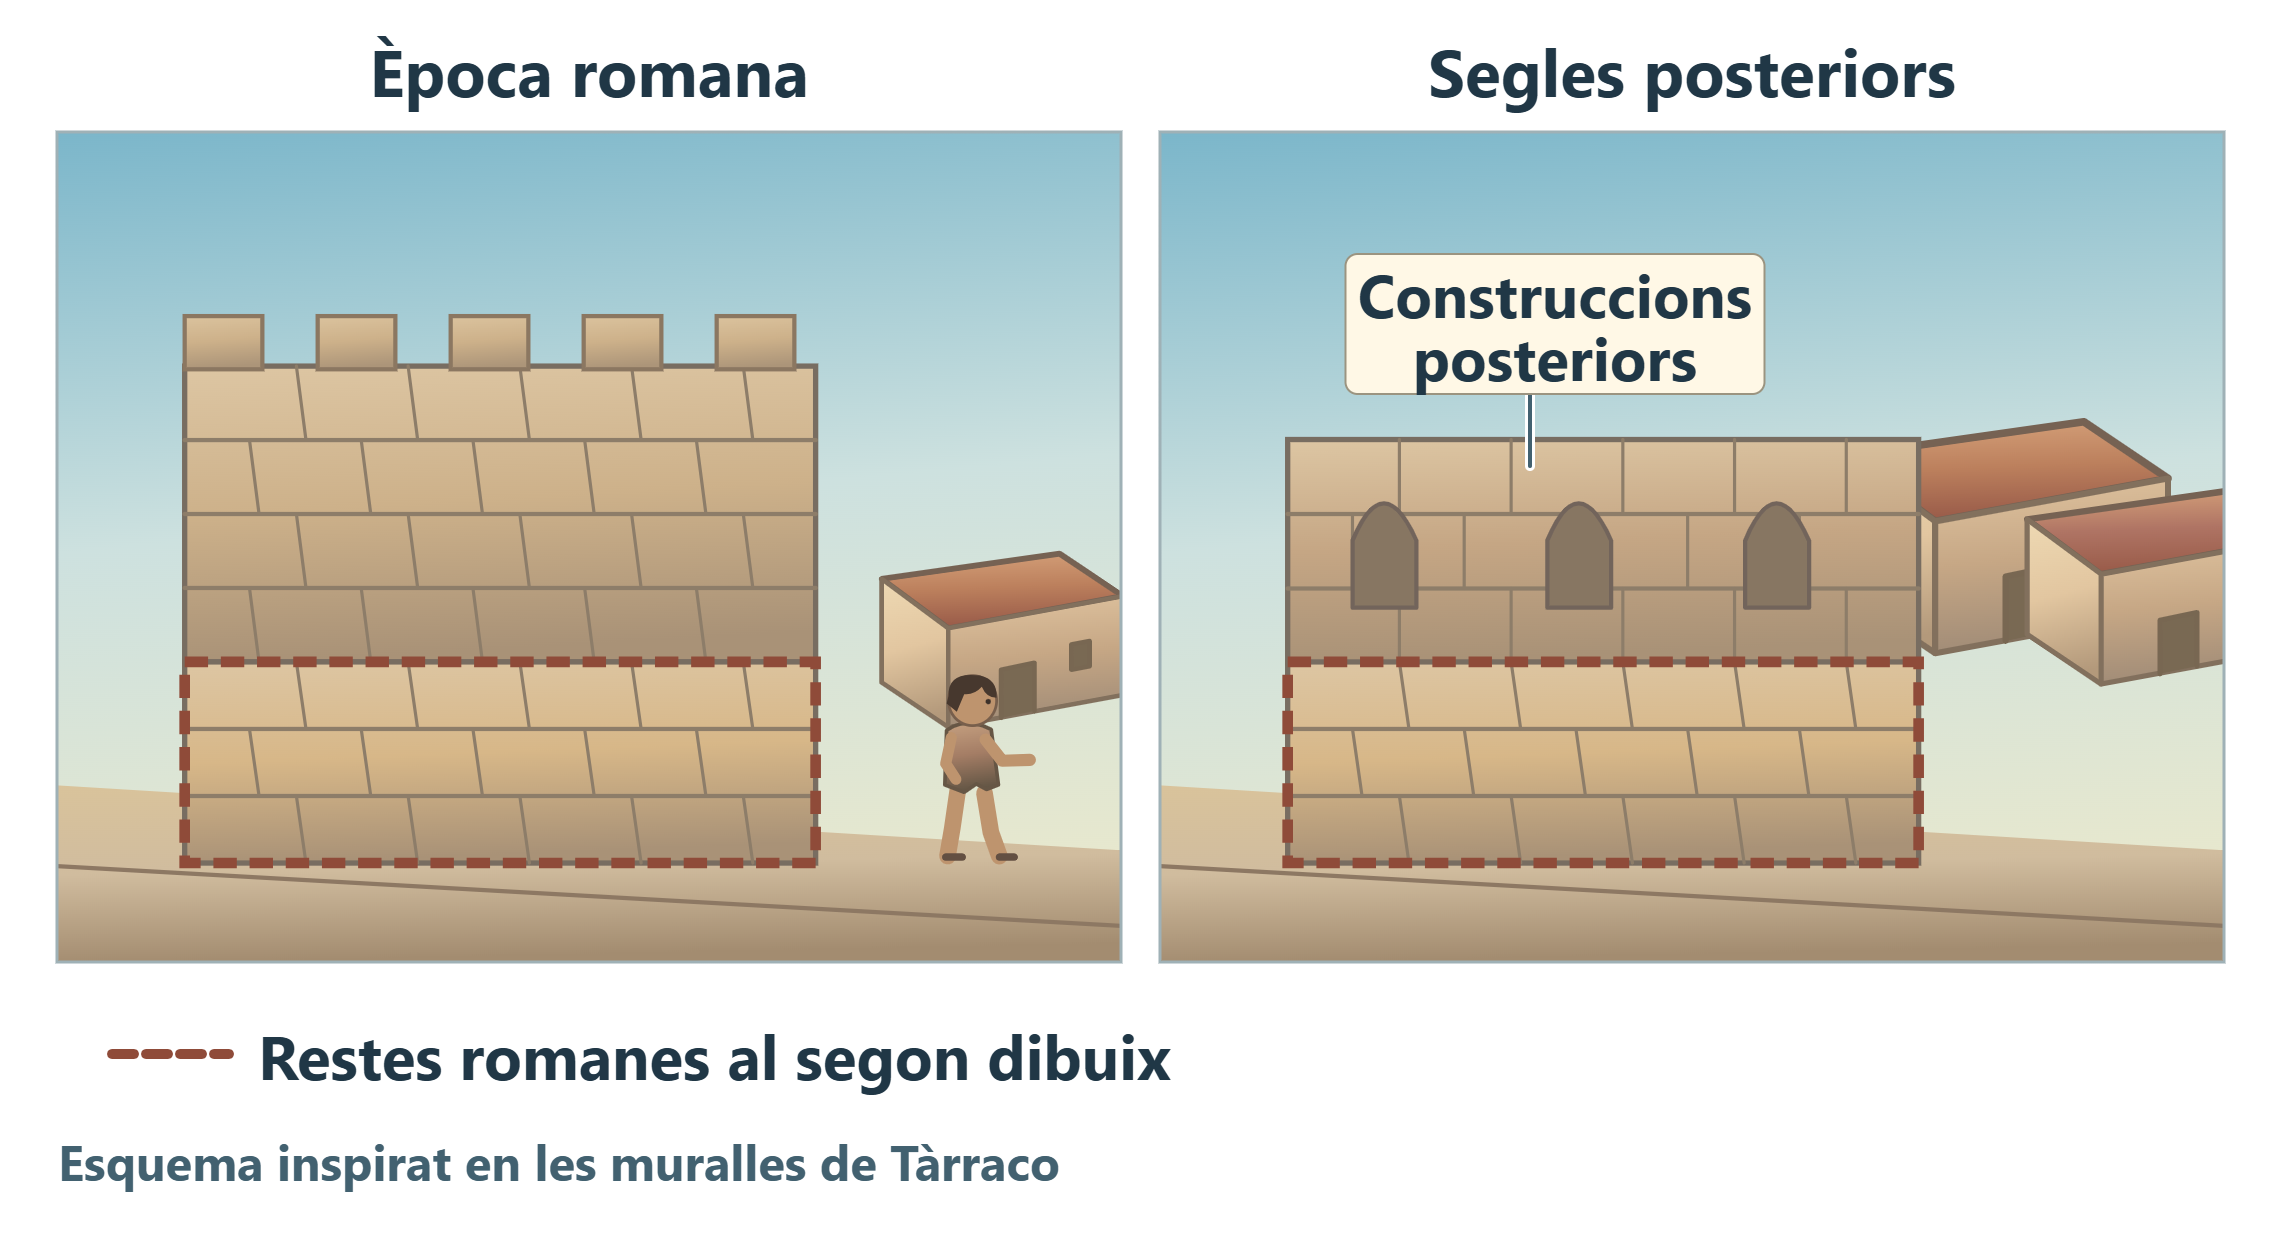 Època romana
Segles posteriors
Construccions
posteriors
Restes romanes al segon dibuix
Esquema inspirat en les muralles de Tàrraco